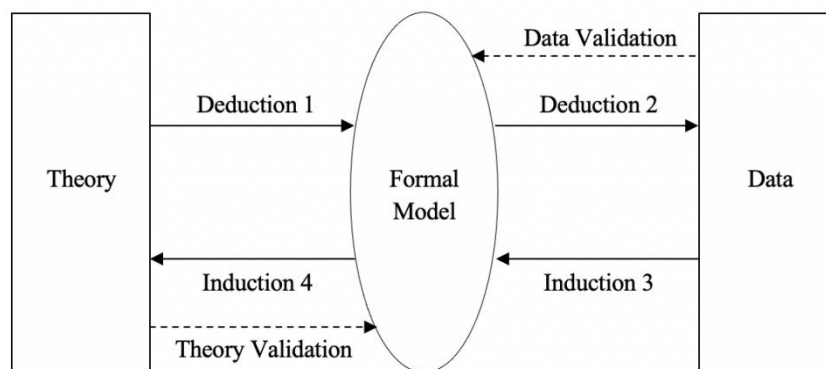 Data Validation
Deduction 1
Deduction 2
Theory
Formal
Model
Data
Induction 4
Induction 3
Theory Validation